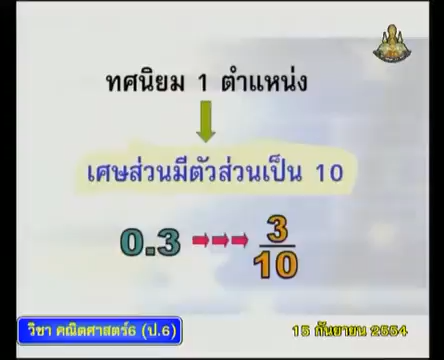 ทศนิยม 1 ตำแหน่ง
เศษส่วนมีตัวส่วนเป็น 10
0.3 3/10
วิชา คณิตศาสตร์6 (ป.6)
15 กันยายน 2554